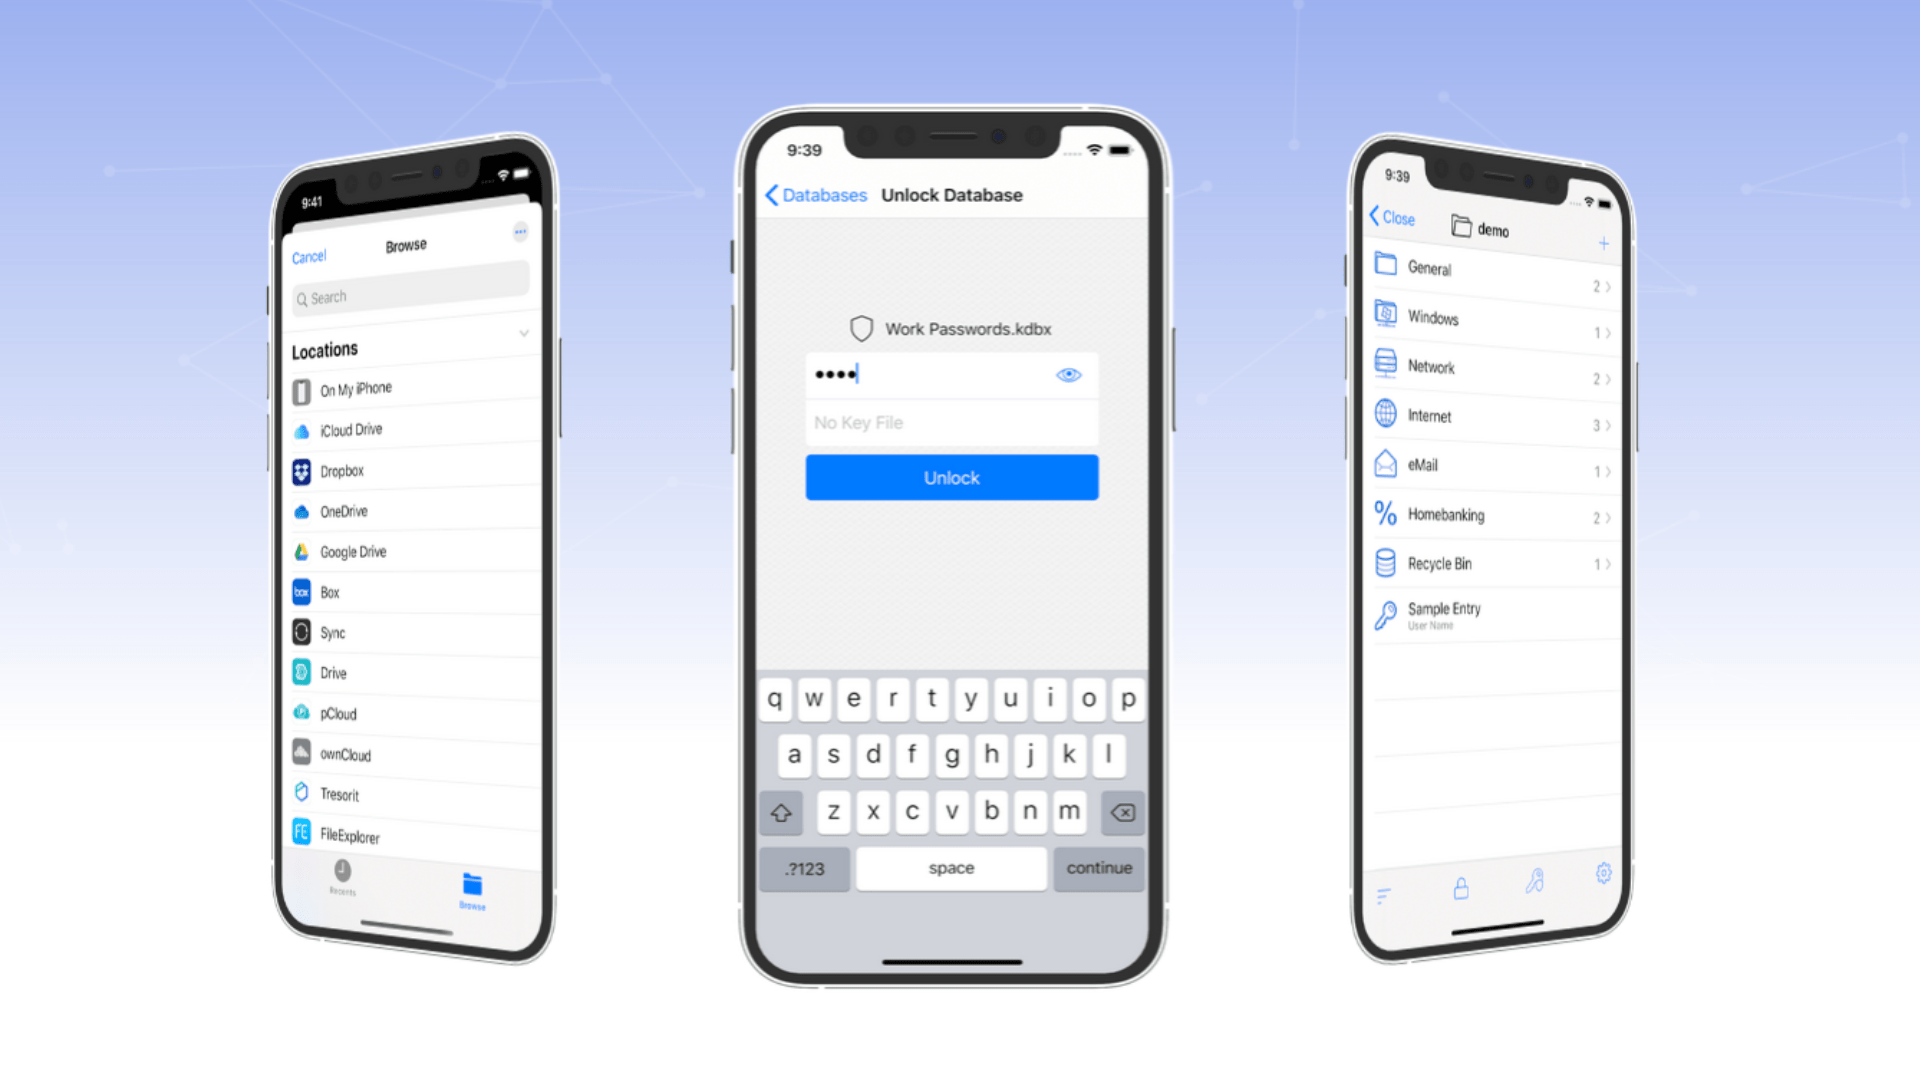 9:41
Cancel
Browse
Search
Locations
On My iPhone
iCloud Drive
Dropbox
OneDrive
Google Drive
box
Box
Sync
Drive
pCloud
ownCloud
Tresorit
FE
FileExplorer
Recents
Browse
9:39
Databases
Unlock Database
Work Passwords.kdbx
No Key File
Unlock
q w e r t y u i o p
a s d f g h j k l
z x c v b n m
.?123
space
continue
9:39
Close
demo
+
General 2
Windows 1
Network 2
Internet 3
eMail 1
% Homebanking 2
Recycle Bin 1
Sample Entry
User Name